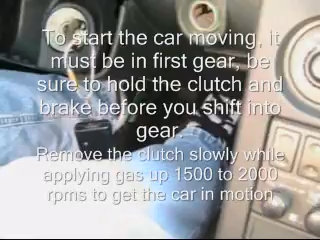 To start the car moving, it
must be in first gear, be
sure to hold the clutch and
brake before you shift into
gear.
Remove the clutch slowly while
applying gas up 1500 to 2000
rpms to get the car in motion